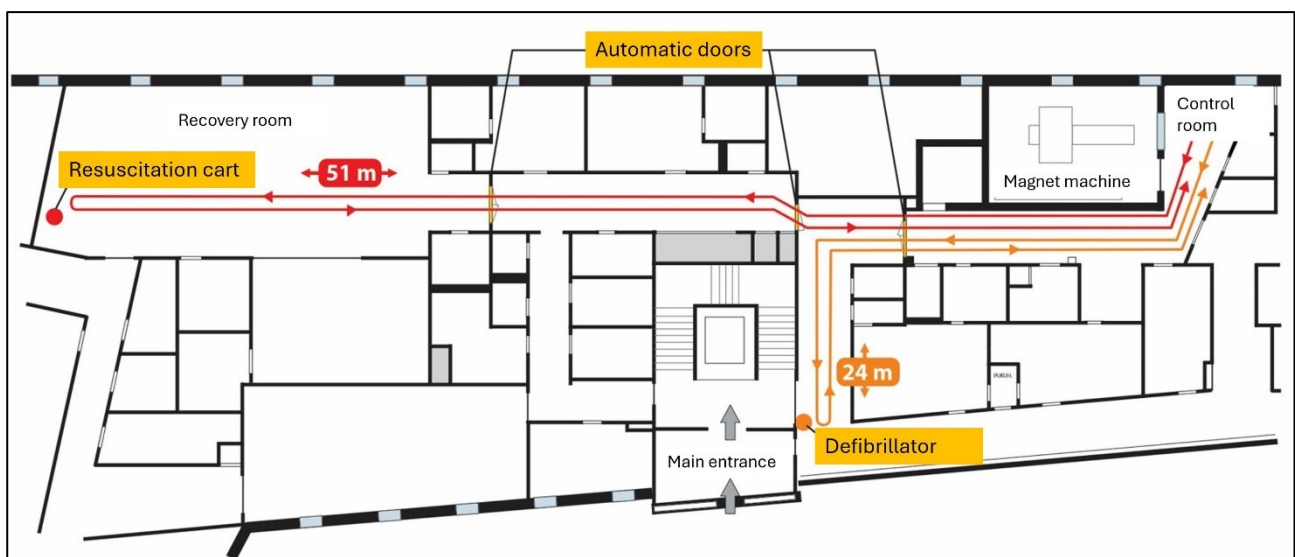 Automatic doors
Recovery room
Control
room
Resuscitation cart
51 m
Magnet machine
24 m
Defibrillator
Main entrance